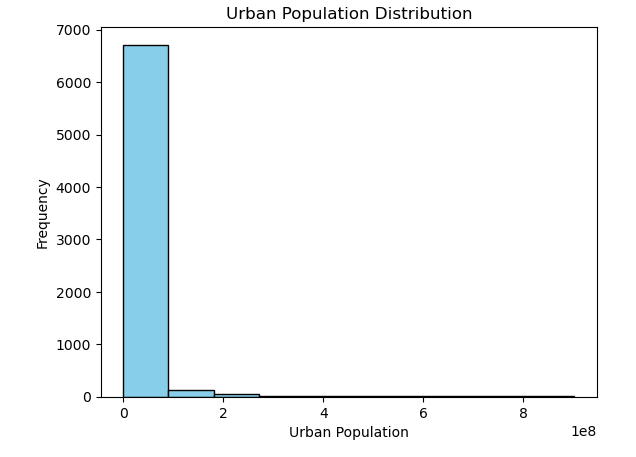 Urban Population Distribution
7000
6000
5000
4000
3000
2000
1000
0
Frequency
0 2 4 6 8
1e8
Urban Population